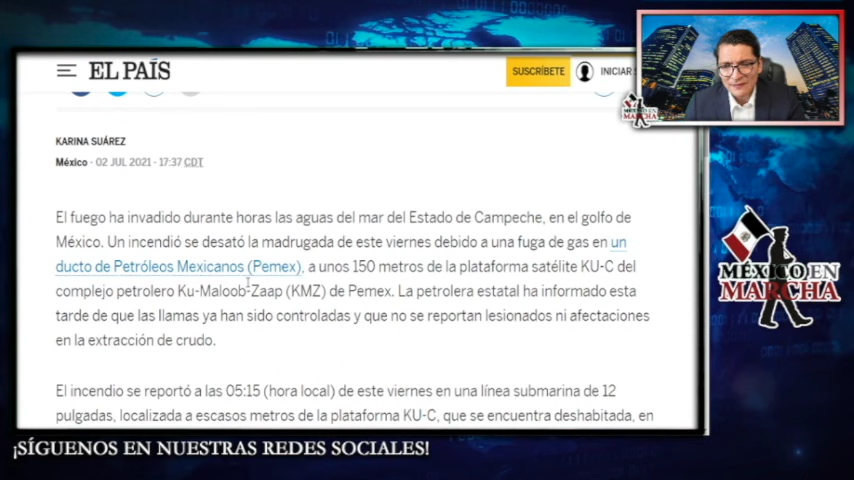 EL PAÍS
SUSCRÍBETE
INICIAR
MÉXICO EN
MARCHA
KARINA SUÁREZ
México - 02 JUL 2021 - 17:37 CDT
El fuego ha invadido durante horas las aguas del mar del Estado de Campeche, en el golfo de
México. Un incendio se desató la madrugada de este viernes debido a una fuga de gas en un
ducto de Petróleos Mexicanos (Pemex), a unos 150 metros de la plataforma satélite KU-C del
complejo petrolero Ku-Maloob-Zaap (KMZ) de Pemex. La petrolera estatal ha informado esta
tarde de que las llamas ya han sido controladas y que no se reportan lesionados ni afectaciones
en la extracción de crudo.
El incendio se reportó a las 05:15 (hora local) de este viernes en una línea submarina de 12
pulgadas, localizada a escasos metros de la plataforma KU-C, que se encuentra deshabitada, en
MÉXICO EN
MARCHA
¡SÍGUENOS EN NUESTRAS REDES SOCIALES!